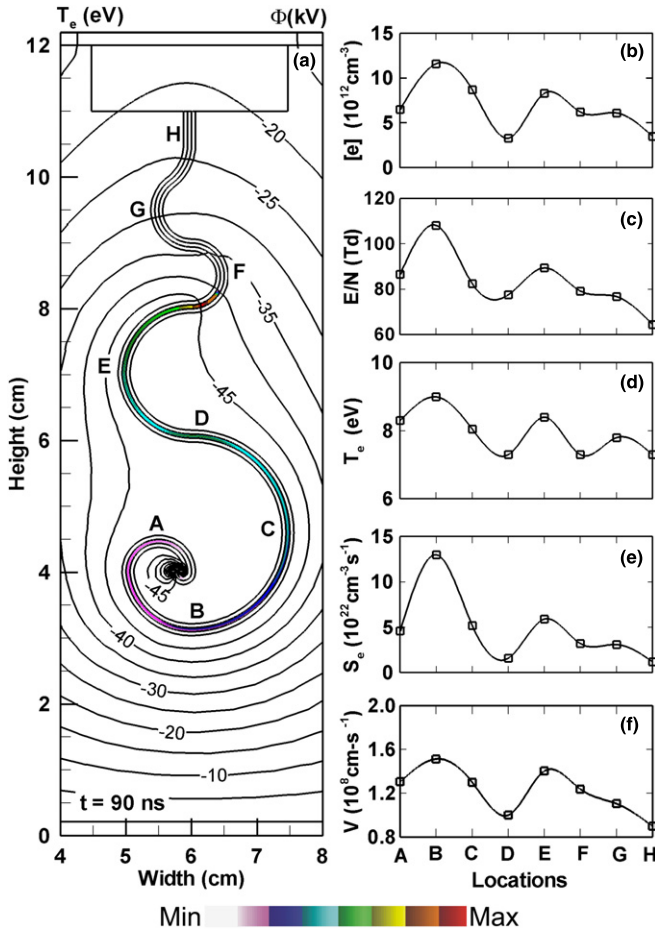 Tₑ (eV) Φ(kV)
(a)
12
10
8
6
4
2
0
Height (cm)
H
G
F
E
D
C
A
B
-20
-25
-35
-45
-45
-40
-30
-20
-10
t = 90 ns
4 5 6 7 8
Width (cm)
(b)
15
10
5
0
[e] (10¹²cm⁻³)
(c)
120
100
80
60
E/N (Td)
(d)
10
8
6
Tₑ (eV)
(e)
15
10
5
0
Sₑ (10²²cm⁻³s⁻¹)
(f)
2.0
1.6
1.2
0.8
V (10⁸cm-s⁻¹)
A B C D E F G H
Locations
Min Max